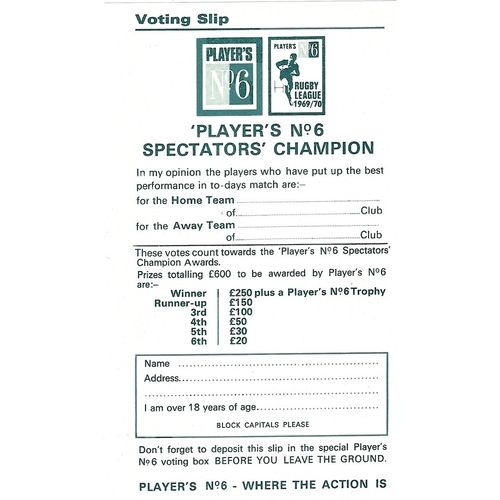 Voting Slip
PLAYER'S
Nº6
PLAYER'S Nº6
RUGBY
LEAGUE
1969/70
'PLAYER'S Nº6
SPECTATORS' CHAMPION
In my opinion the players who have put up the best
performance in to-days match are:–
for the Home Team
of Club
for the Away Team
of Club
These votes count towards the 'Player's Nº6 Spectators'
Champion Awards.
Prizes totalling £600 to be awarded by Player's Nº6
are:–
Winner £250 plus a Player's Nº6 Trophy
Runner-up £150
3rd £100
4th £50
5th £30
6th £20
Name
Address
I am over 18 years of age
BLOCK CAPITALS PLEASE
Don't forget to deposit this slip in the special Player's
Nº6 voting box BEFORE YOU LEAVE THE GROUND.
PLAYER'S Nº6 - WHERE THE ACTION IS